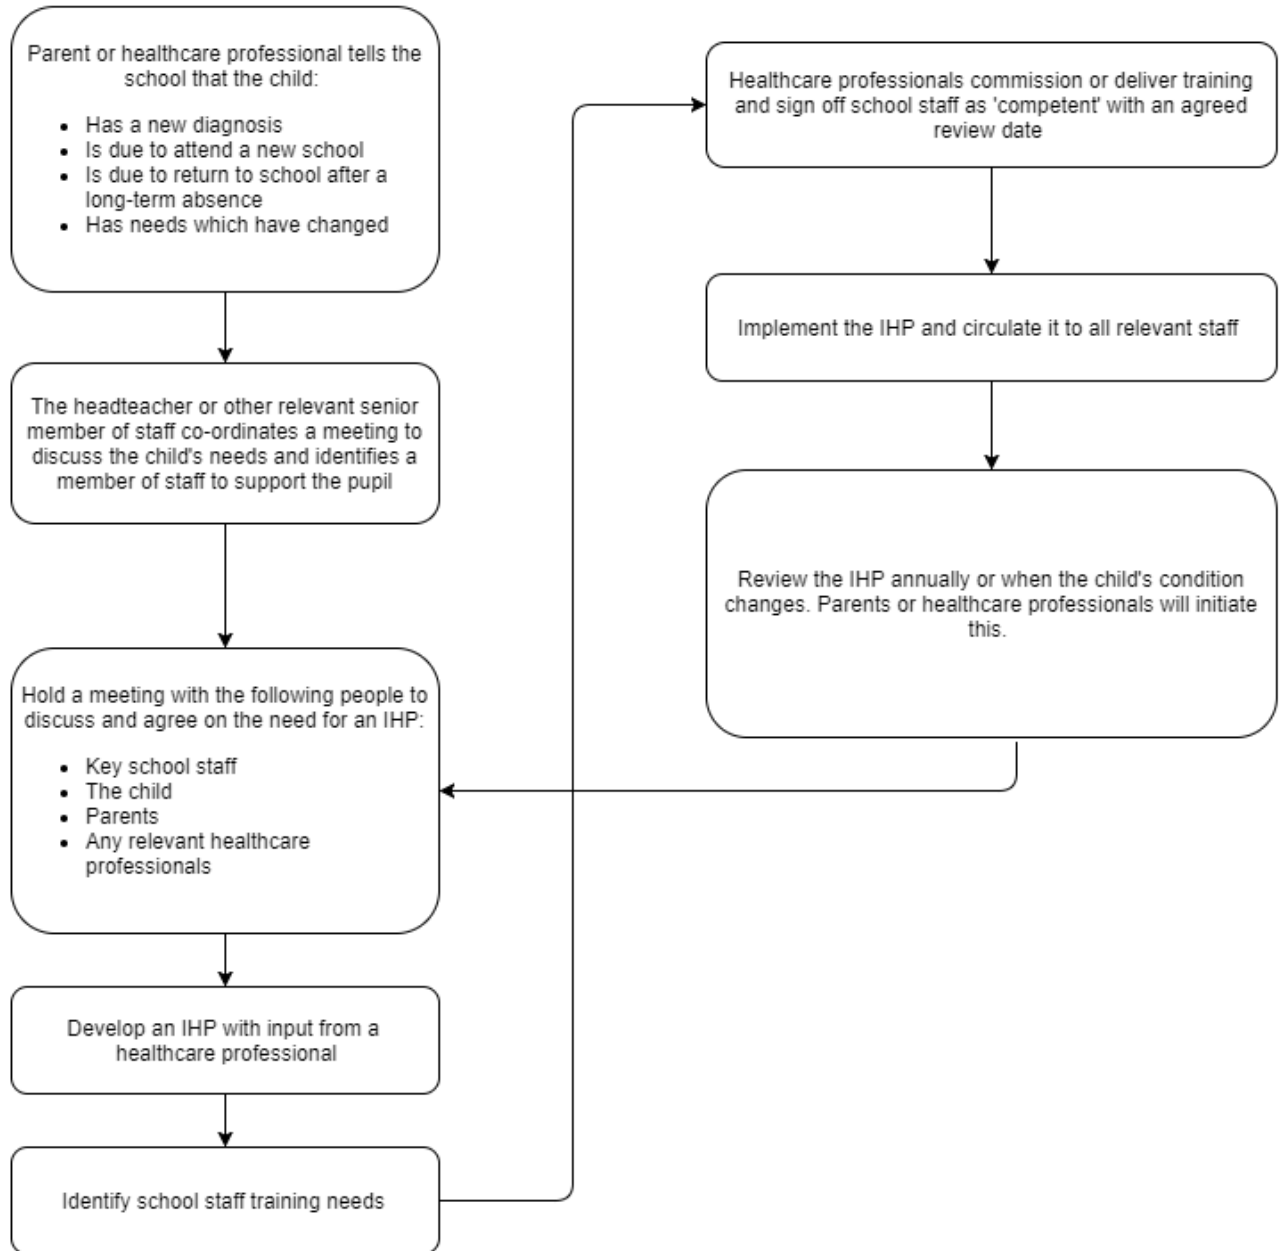 Parent or healthcare professional tells the
school that the child:
• Has a new diagnosis
• Is due to attend a new school
• Is due to return to school after a
long-term absence
• Has needs which have changed
The headteacher or other relevant senior
member of staff co-ordinates a meeting to
discuss the child's needs and identifies a
member of staff to support the pupil
Hold a meeting with the following people to
discuss and agree on the need for an IHP:
• Key school staff
• The child
• Parents
• Any relevant healthcare
professionals
Develop an IHP with input from a
healthcare professional
Identify school staff training needs
Healthcare professionals commission or deliver training
and sign off school staff as 'competent' with an agreed
review date
Implement the IHP and circulate it to all relevant staff
Review the IHP annually or when the child's condition
changes. Parents or healthcare professionals will initiate
this.